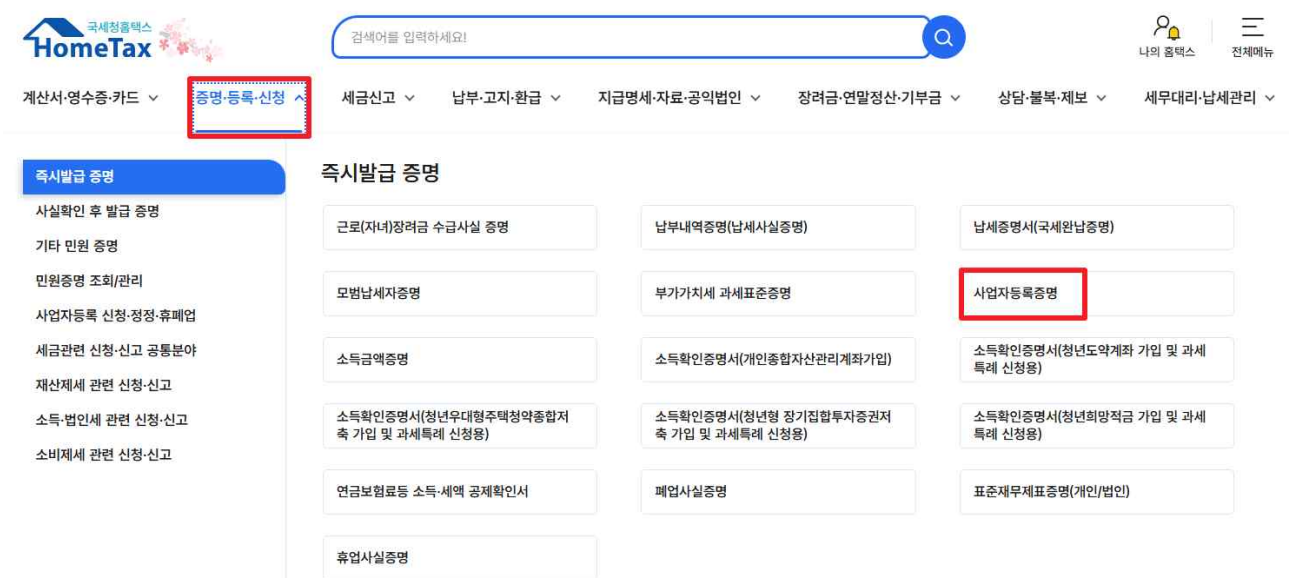 국세청홈택스
HomeTax
검색어를 입력하세요!
나의 홈택스
전체메뉴
계산서·영수증·카드
증명·등록·신청
세금신고
납부·고지·환급
지급명세·자료·공익법인
장려금·연말정산·기부금
상담·불복·제보
세무대리·납세관리
즉시발급 증명
사실확인 후 발급 증명
기타 민원 증명
민원증명 조회/관리
사업자등록 신청·정정·휴폐업
세금관련 신청·신고 공통분야
재산제세 관련 신청·신고
소득·법인세 관련 신청·신고
소비제세 관련 신청·신고
즉시발급 증명
근로(자녀)장려금 수급사실 증명
납부내역증명(납세사실증명)
납세증명서(국세완납증명)
모범납세자증명
부가가치세 과세표준증명
사업자등록증명
소득금액증명
소득확인증명서(개인종합자산관리계좌가입)
소득확인증명서(청년도약계좌 가입 및 과세
특례 신청용)
소득확인증명서(청년우대형주택청약종합저
축 가입 및 과세특례 신청용)
소득확인증명서(청년형 장기집합투자증권저
축 가입 및 과세특례 신청용)
소득확인증명서(청년희망적금 가입 및 과세
특례 신청용)
연금보험료등 소득·세액 공제확인서
폐업사실증명
표준재무제표증명(개인/법인)
휴업사실증명